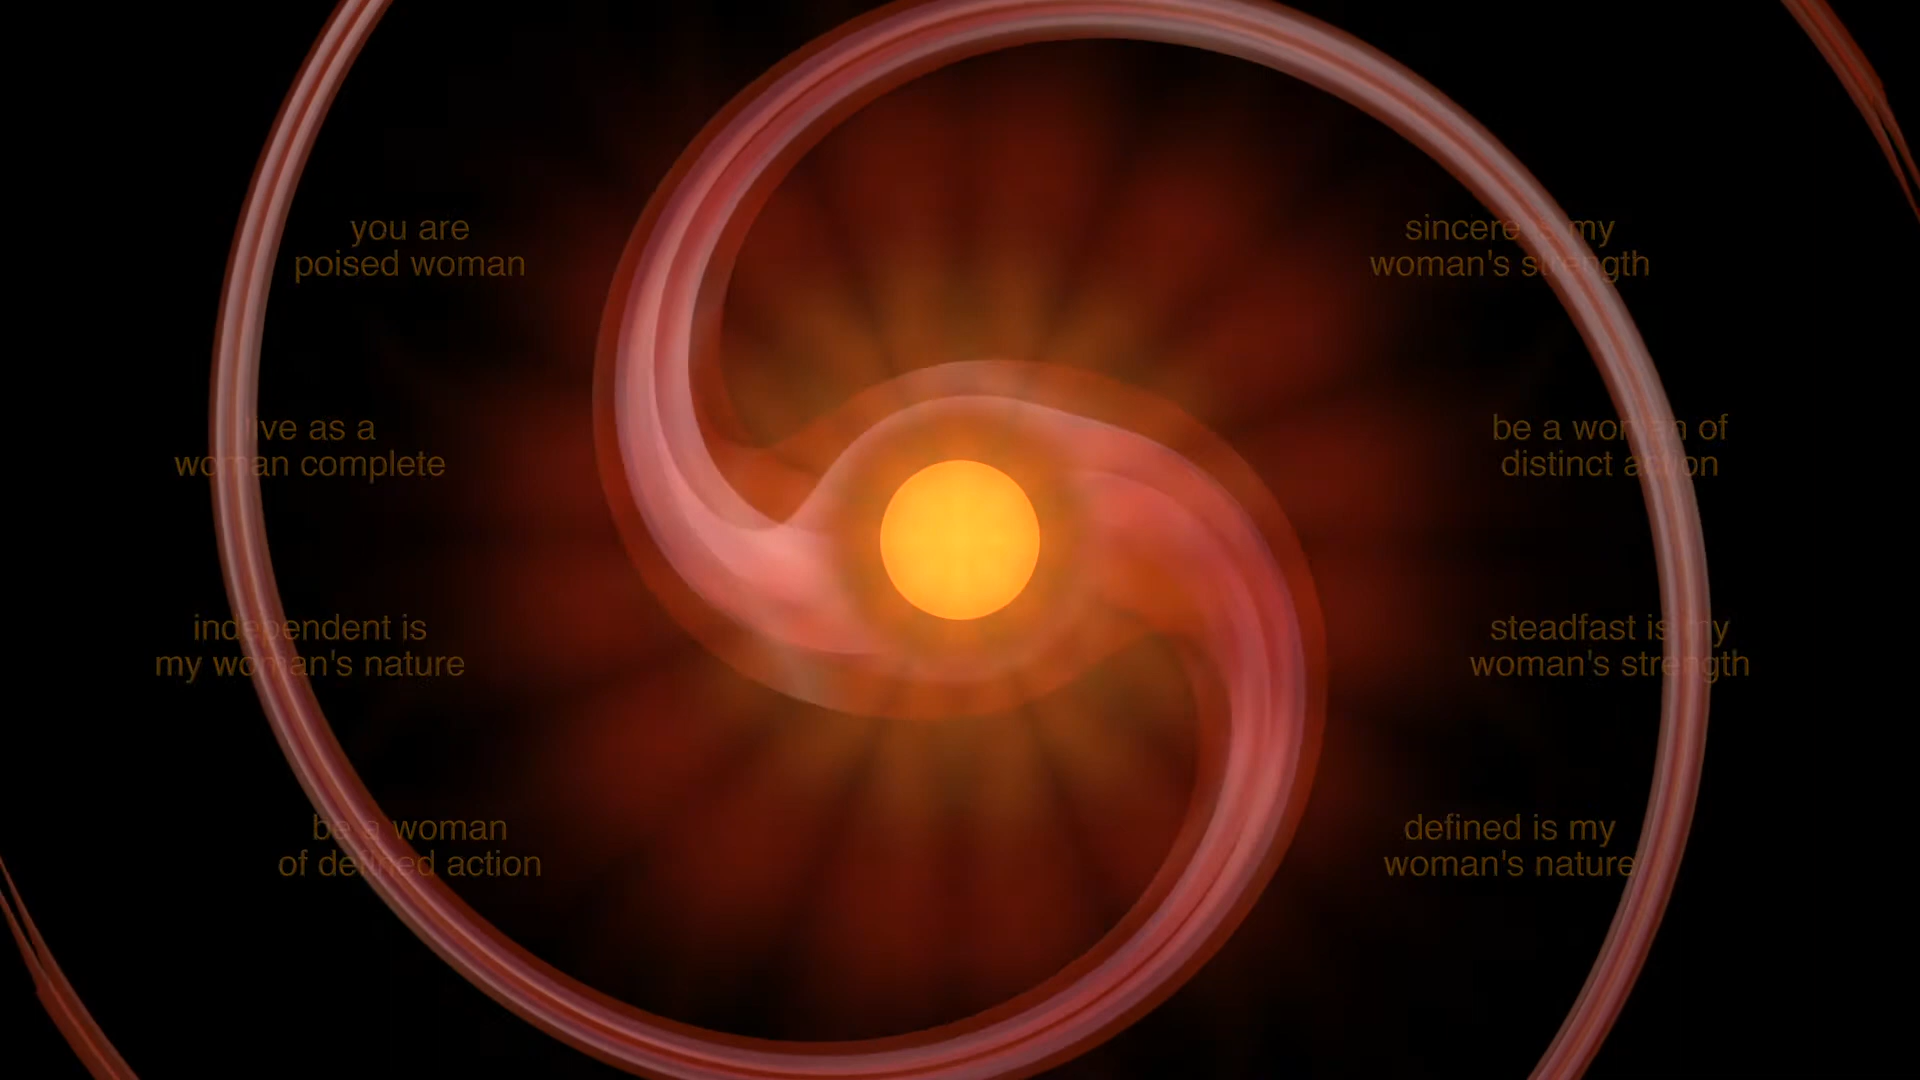 you are
poised woman
sincere is my
woman's strength
live as a
woman complete
be a woman of
distinct action
independent is
my woman's nature
steadfast is my
woman's strength
be a woman
of defined action
defined is my
woman's nature